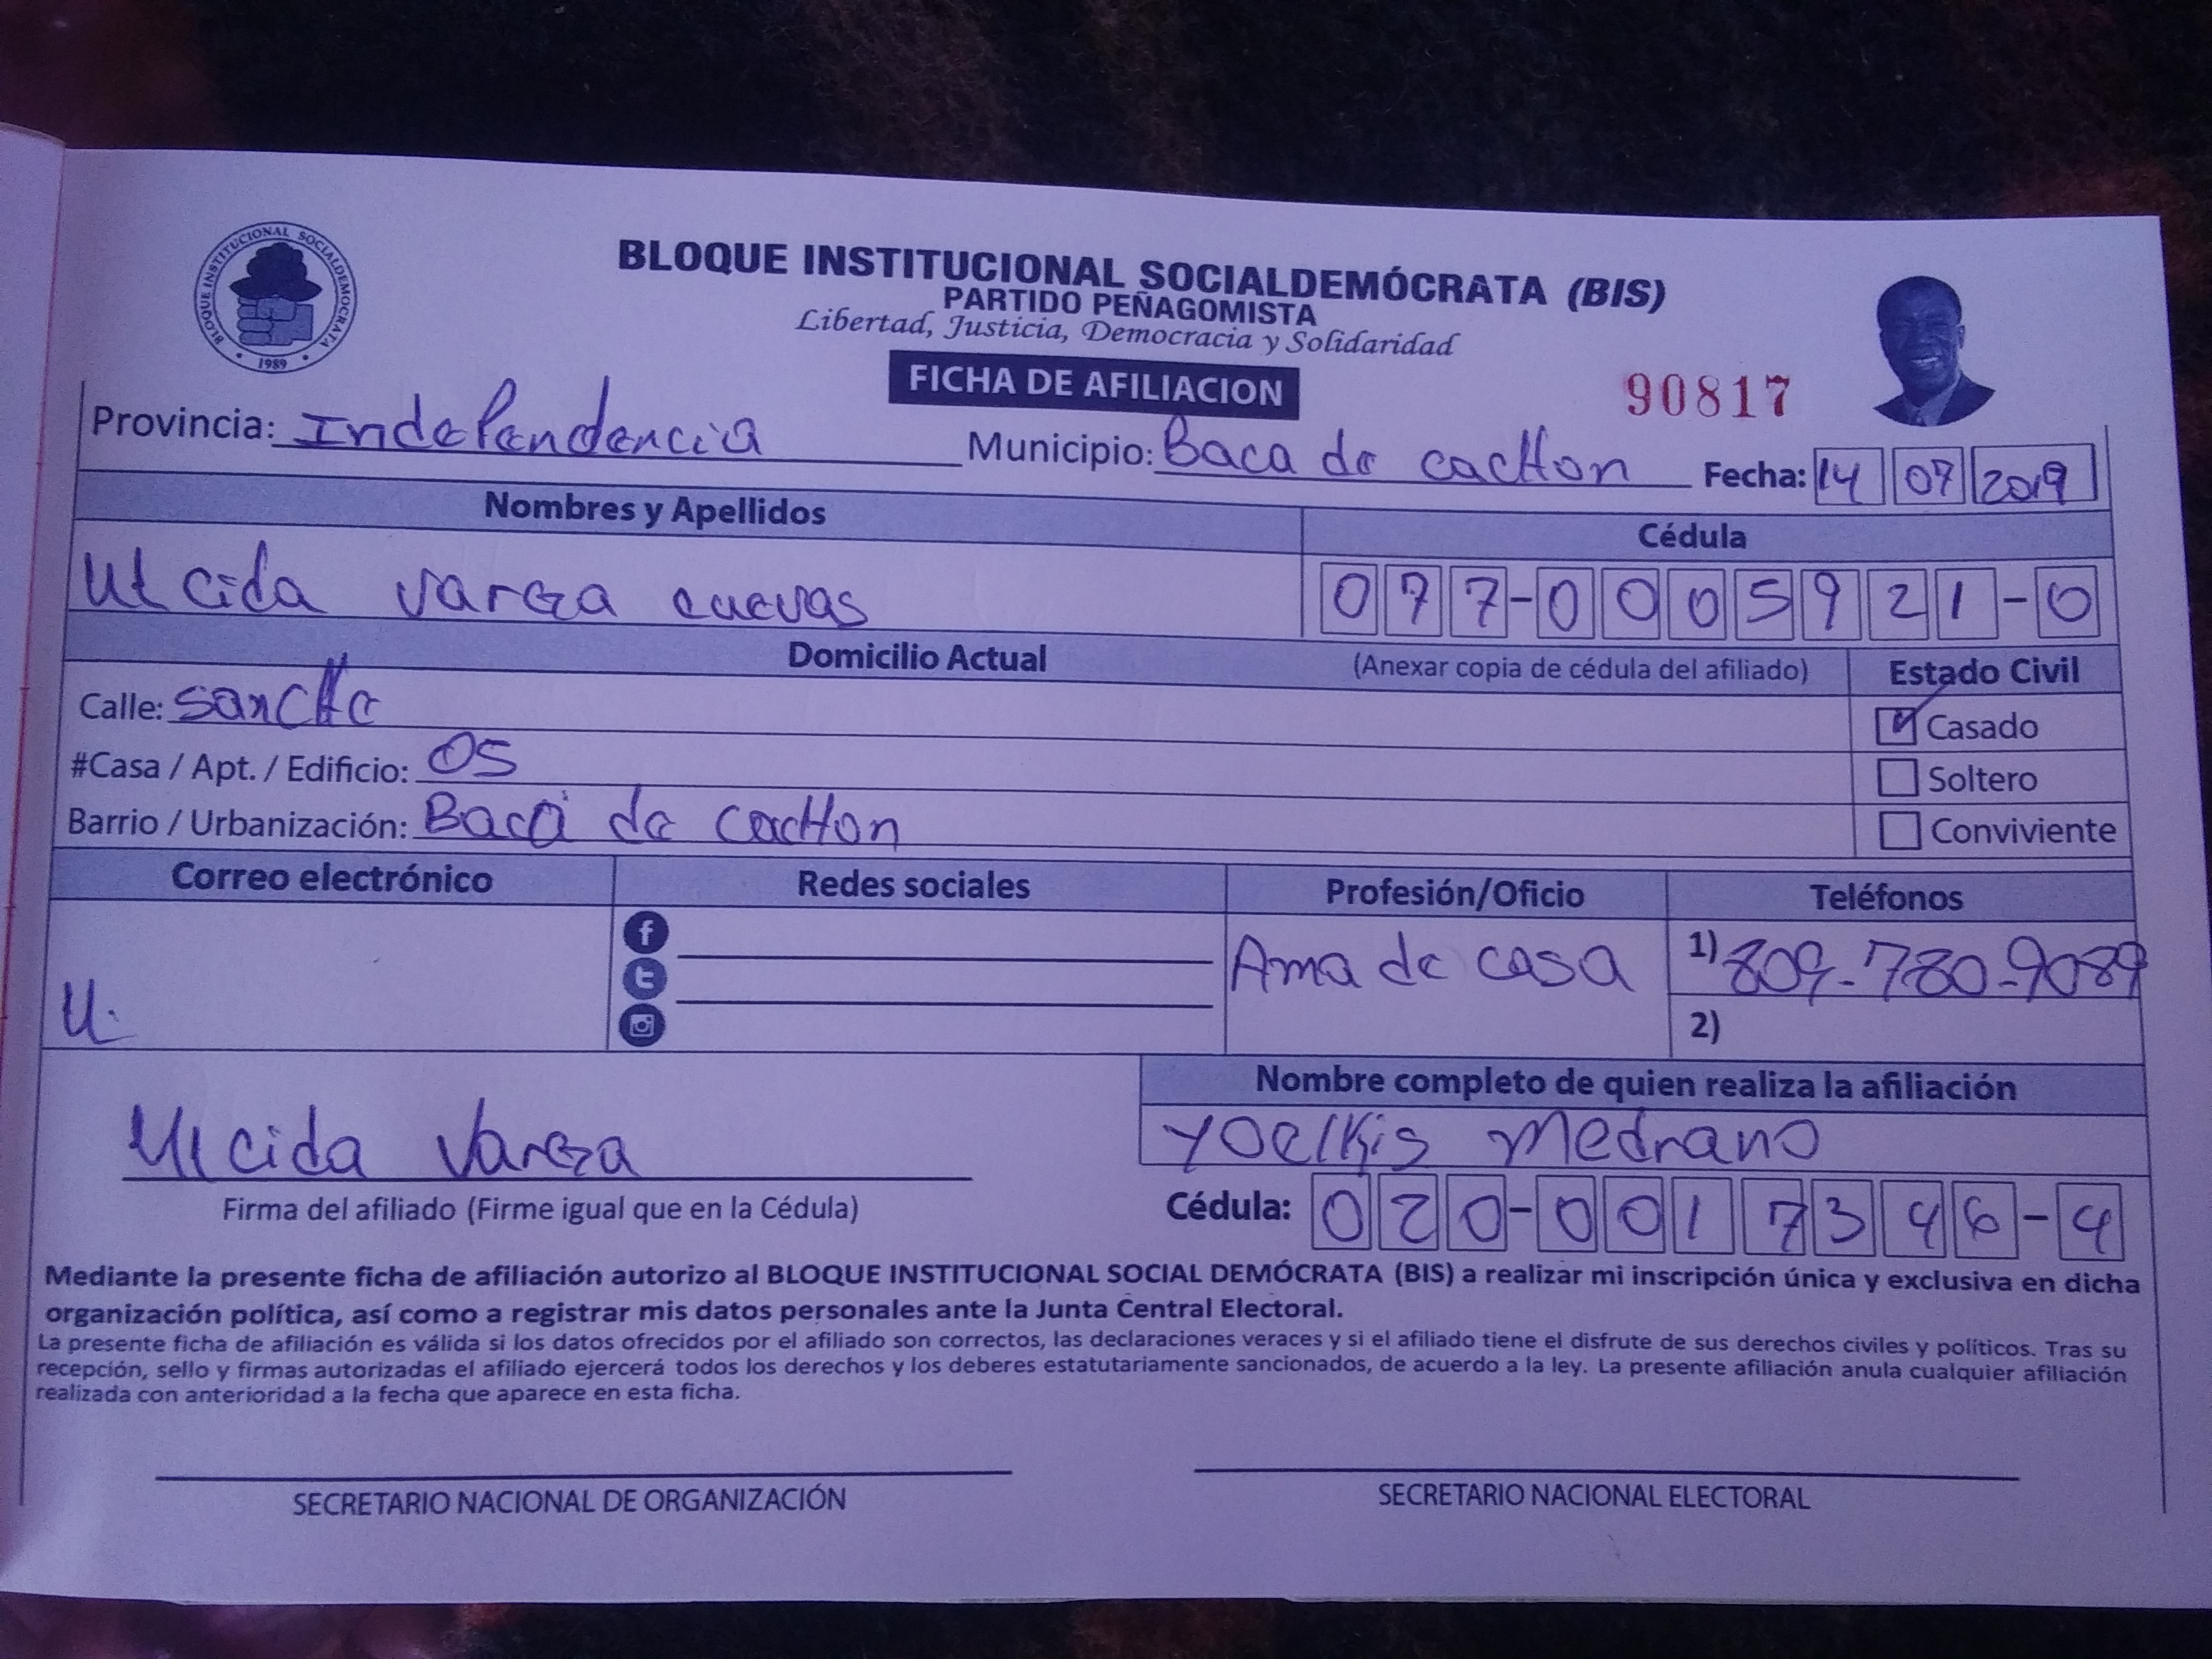 BLOQUE INSTITUCIONAL SOCIALDEMOCRATA
1989
BLOQUE INSTITUCIONAL SOCIALDEMÓCRATA (BIS)
PARTIDO PEÑAGOMISTA
Libertad, Justicia, Democracia y Solidaridad
FICHA DE AFILIACION
90817
Provincia: Independencia Municipio: Baca de cacHon Fecha: 14 07 2019
Nombres y Apellidos Cédula
Ulcida varga cuevas 077-0005921-0
Domicilio Actual (Anexar copia de cédula del afiliado) Estado Civil
Calle: sancHe Casado
#Casa / Apt. / Edificio: 05 Soltero
Barrio / Urbanización: Baca de cacHon Conviviente
Correo electrónico Redes sociales Profesión/Oficio Teléfonos
Ama de casa 1) 809-780-9089
U. 2)
Nombre completo de quien realiza la afiliación
Ulcida varga Yoelkis medrano
Firma del afiliado (Firme igual que en la Cédula) Cédula: 020-0017346-4
Mediante la presente ficha de afiliación autorizo al BLOQUE INSTITUCIONAL SOCIAL DEMÓCRATA (BIS) a realizar mi inscripción única y exclusiva en dicha
organización política, así como a registrar mis datos personales ante la Junta Central Electoral.
La presente ficha de afiliación es válida si los datos ofrecidos por el afiliado son correctos, las declaraciones veraces y si el afiliado tiene el disfrute de sus derechos civiles y políticos. Tras su
recepción, sello y firmas autorizadas el afiliado ejercerá todos los derechos y los deberes estatutariamente sancionados, de acuerdo a la ley. La presente afiliación anula cualquier afiliación
realizada con anterioridad a la fecha que aparece en esta ficha.
SECRETARIO NACIONAL DE ORGANIZACIÓN SECRETARIO NACIONAL ELECTORAL